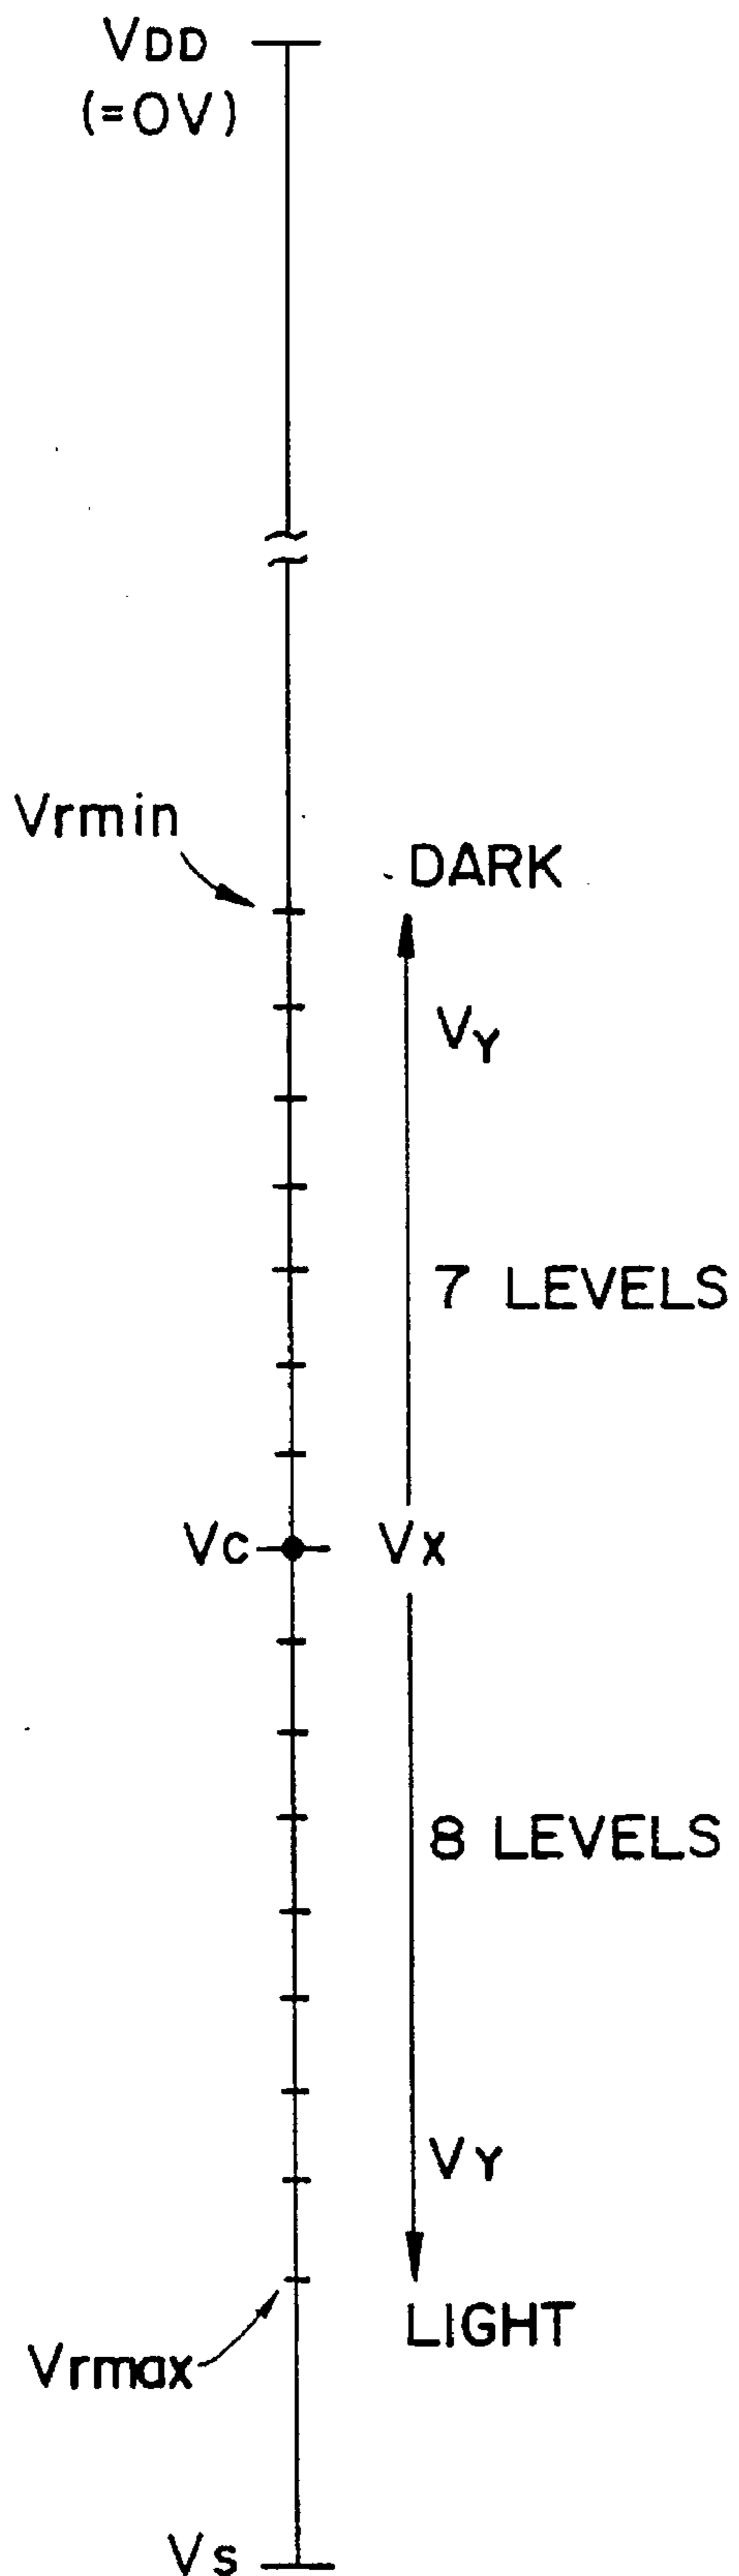 VDD
(=0V)
Vrmin
DARK
VY
7 LEVELS
Vc
VX
8 LEVELS
VY
LIGHT
Vrmax
Vs